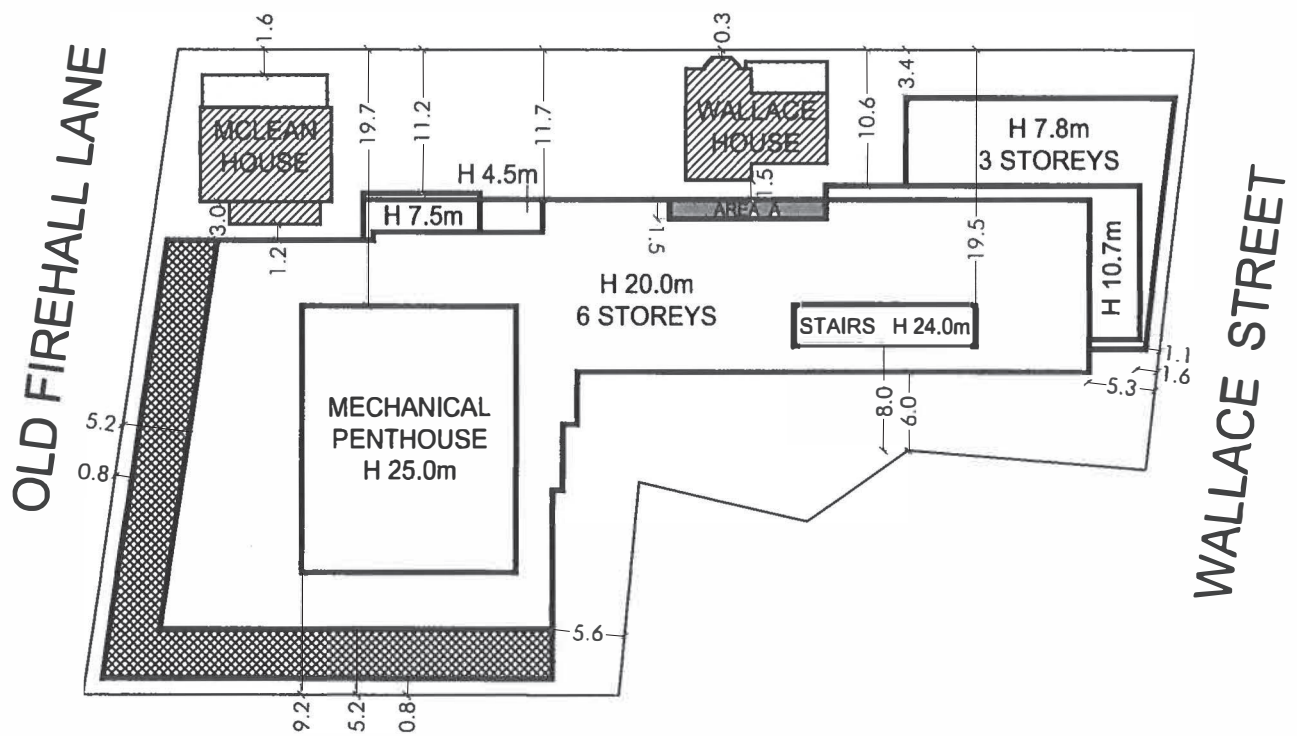 1.6
0.3
3.4
OLD FIREHALL LANE
MCLEAN
HOUSE
19.7
11.2
11.7
WALLACE
HOUSE
10.6
H 7.8m
3 STOREYS
H 4.5m
H 7.5m
1.5
AREA A
3.0
1.2
1.5
19.5
H 10.7m
WALLACE STREET
H 20.0m
6 STOREYS
STAIRS H 24.0m
1.1
1.6
5.3
MECHANICAL
PENTHOUSE
H 25.0m
8.0
6.0
5.2
0.8
5.6
9.2
5.2
0.8